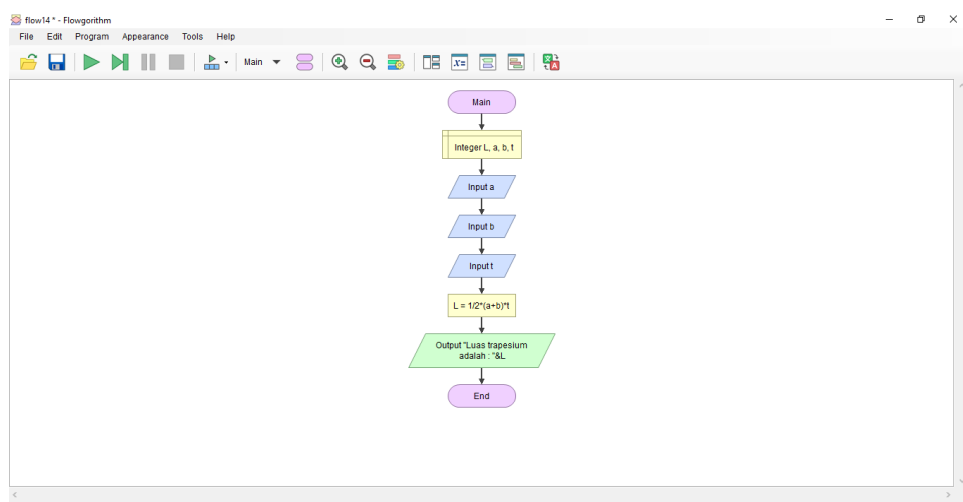 flow14 * - Flowgorithm
File Edit Program Appearance Tools Help
Main
x=
Main
Integer L, a, b, t
Input a
Input b
Input t
L = 1/2*(a+b)*t
Output "Luas trapesium
adalah : "&L
End